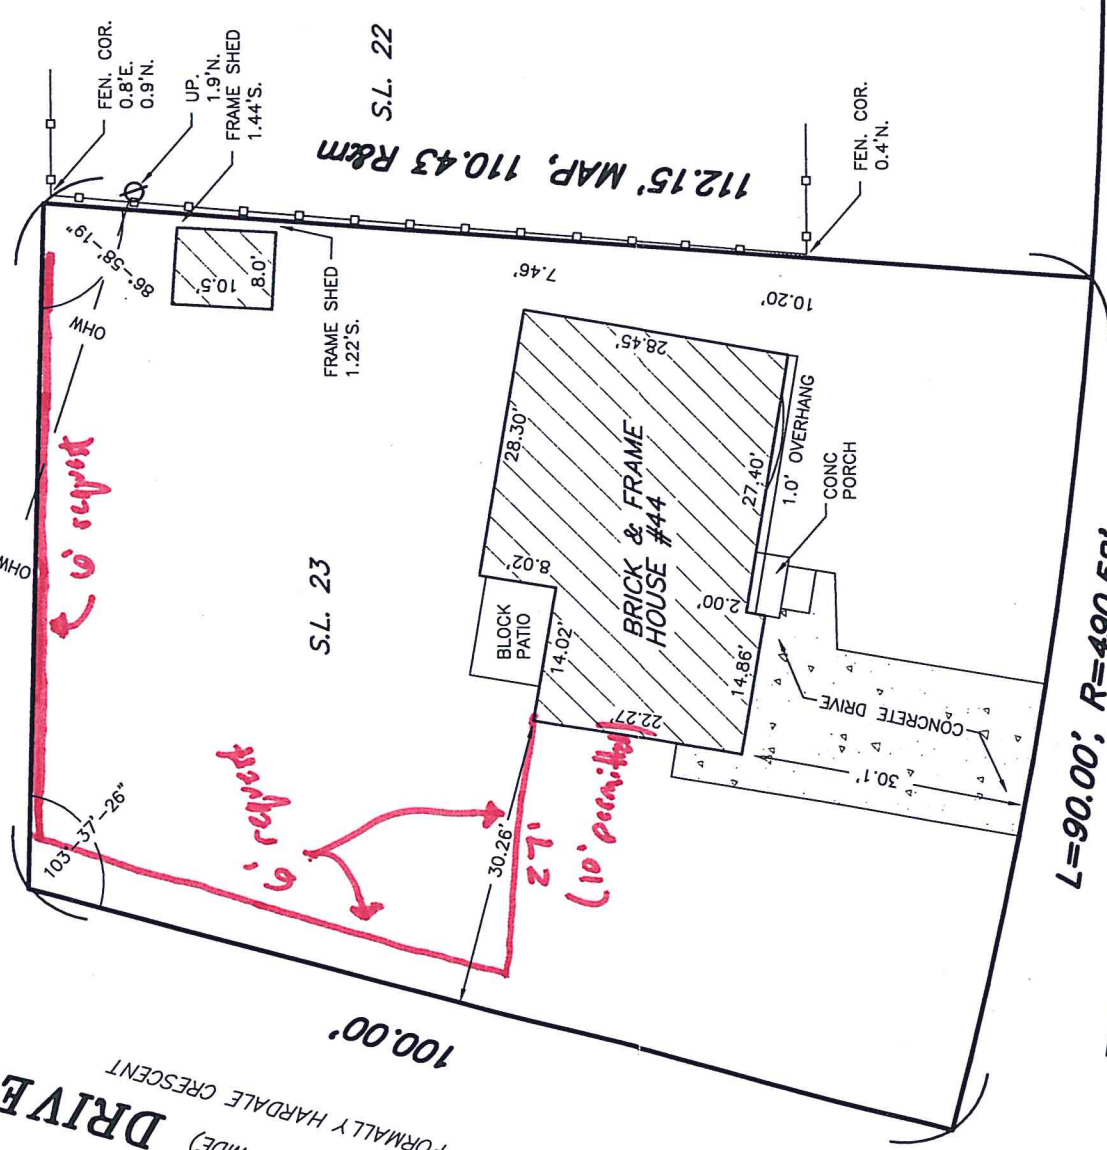 FEN. COR.
0.8'E.
0.9'N.
UP.
1.9'N.
FRAME SHED
1.44'S.
S.L. 22
112.15' MAP, 110.43 R&m
FEN. COR.
0.4'N.
86°-58'-19"
OHW
OHW
10.5'
8.0'
FRAME SHED
1.22'S.
7.46'
10.20'
6' request
S.L. 23
28.45'
28.30'
BRICK & FRAME
HOUSE #44
27.40'
1.0' OVERHANG
CONC
PORCH
8.02'
BLOCK
PATIO
14.02'
2.00'
14.86'
22.27'
CONCRETE DRIVE
30.1'
103°-37'-26"
6' request
30.26'
27'
(10' permitted)
L=90.00'; R=490.50'
100.00'
FORMALLY HARDALE CRESCENT
DRIVE